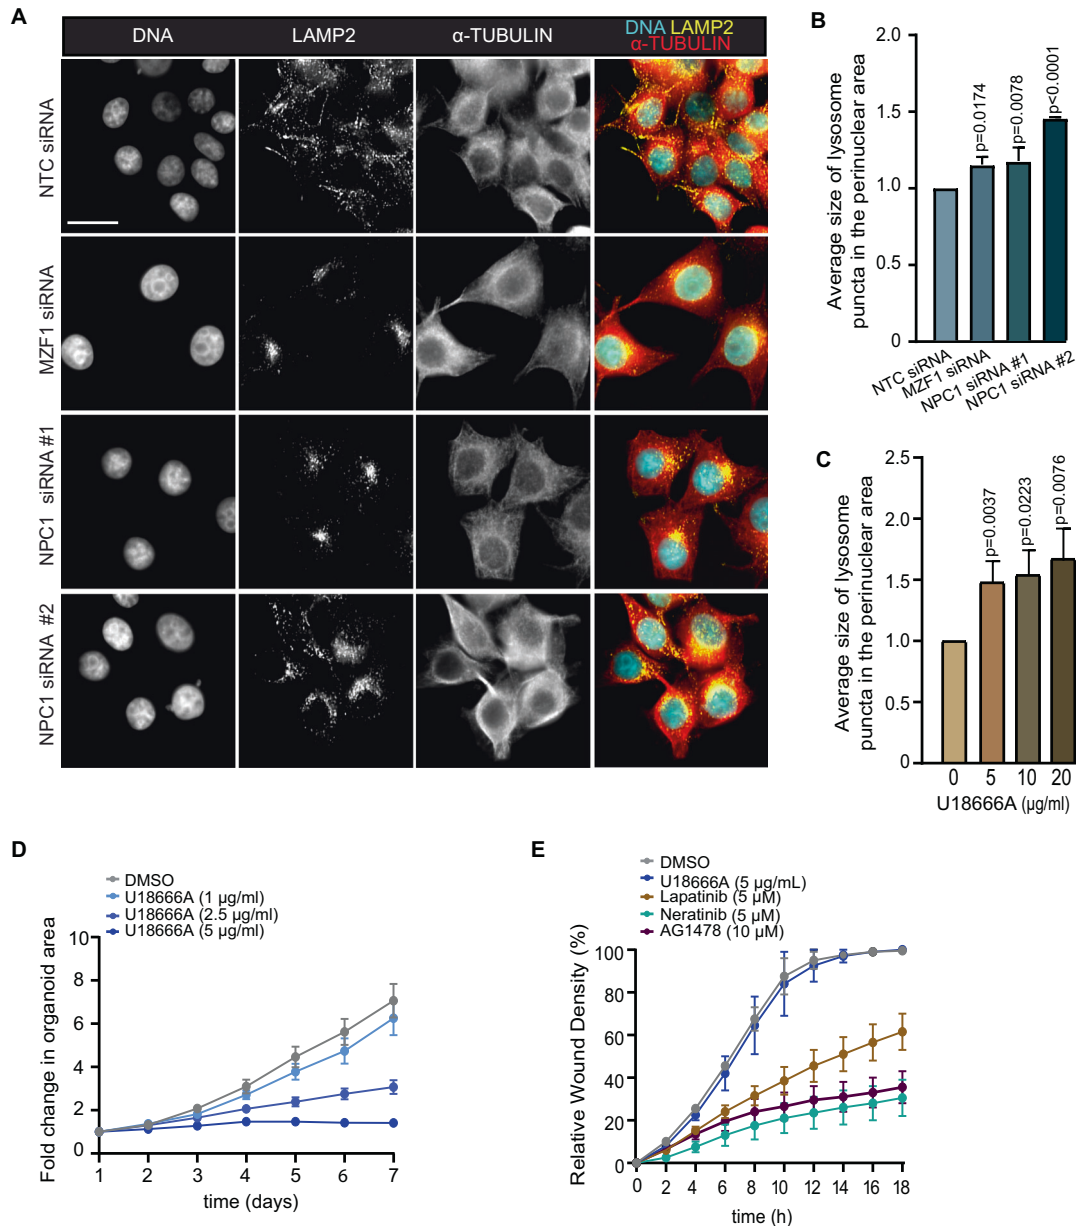 A
DNA
LAMP2
α-TUBULIN
DNA LAMP2
α-TUBULIN
NTC siRNA
MZF1 siRNA
NPC1 siRNA #1
NPC1 siRNA #2
B
Average size of lysosome
puncta in the perinuclear area
2.0
1.5
1.0
0.5
0
p=0.0174
p=0.0078
p<0.0001
NTC siRNA
MZF1 siRNA
NPC1 siRNA #1
NPC1 siRNA #2
C
Average size of lysosome
puncta in the perinuclear area
2.5
2.0
1.5
1.0
0.5
0
p=0.0037
p=0.0223
p=0.0076
0 5 10 20
U18666A (µg/ml)
D
DMSO
U18666A (1 µg/ml)
U18666A (2.5 µg/ml)
U18666A (5 µg/ml)
Fold change in organoid area
10
8
6
4
2
0
1 2 3 4 5 6 7
time (days)
E
DMSO
U18666A (5 µg/mL)
Lapatinib (5 µM)
Neratinib (5 µM)
AG1478 (10 µM)
Relative Wound Density (%)
100
80
60
40
20
0
0 2 4 6 8 10 12 14 16 18
time (h)